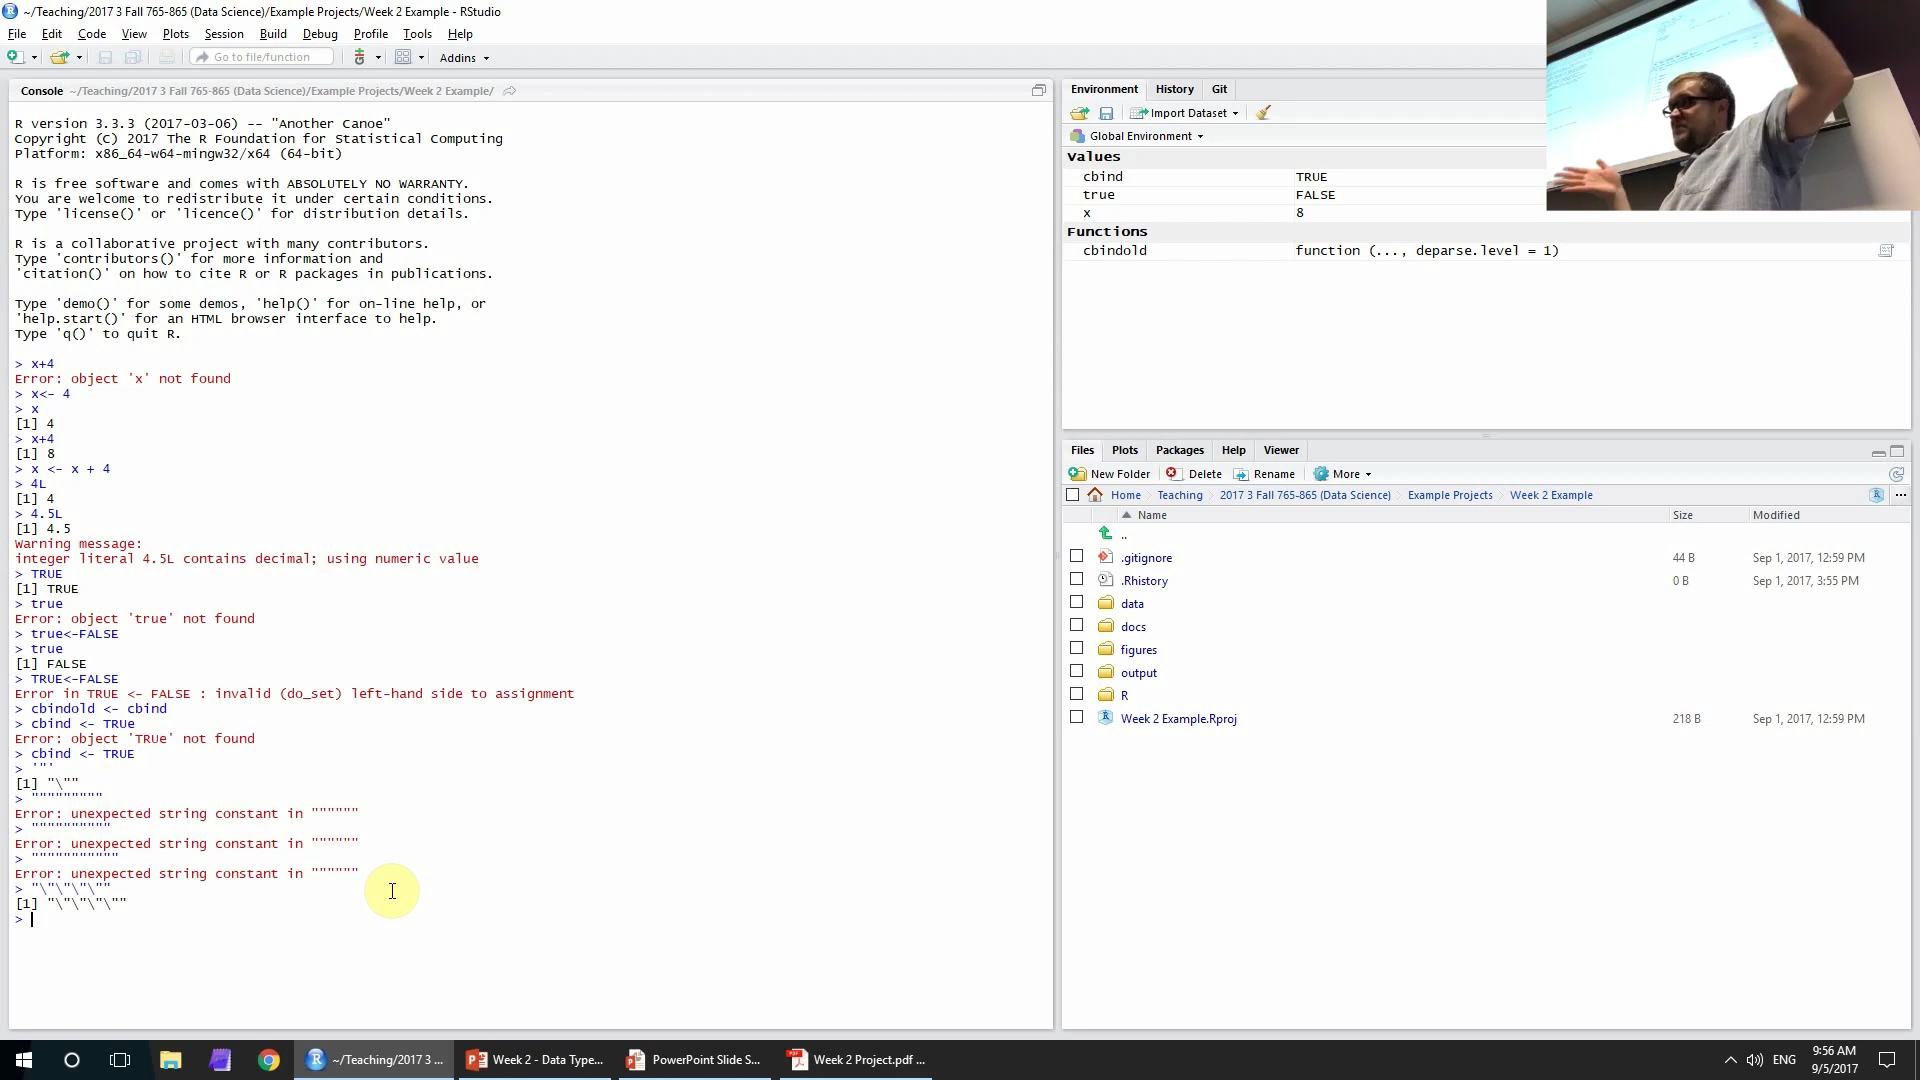 ~/Teaching/2017 3 Fall 765-865 (Data Science)/Example Projects/Week 2 Example - RStudio
File Edit Code View Plots Session Build Debug Profile Tools Help
Go to file/function Addins
Console ~/Teaching/2017 3 Fall 765-865 (Data Science)/Example Projects/Week 2 Example/
R version 3.3.3 (2017-03-06) -- "Another Canoe"
Copyright (C) 2017 The R Foundation for Statistical Computing
Platform: x86_64-w64-mingw32/x64 (64-bit)
R is free software and comes with ABSOLUTELY NO WARRANTY.
You are welcome to redistribute it under certain conditions.
Type 'license()' or 'licence()' for distribution details.
R is a collaborative project with many contributors.
Type 'contributors()' for more information and
'citation()' on how to cite R or R packages in publications.
Type 'demo()' for some demos, 'help()' for on-line help, or
'help.start()' for an HTML browser interface to help.
Type 'q()' to quit R.
> x+4
Error: object 'x' not found
> x<- 4
> x
[1] 4
> x+4
[1] 8
> x <- x + 4
> 4L
[1] 4
> 4.5L
[1] 4.5
Warning message:
integer literal 4.5L contains decimal; using numeric value
> TRUE
[1] TRUE
> true
Error: object 'true' not found
> true<-FALSE
> true
[1] FALSE
> TRUE<-FALSE
Error in TRUE <- FALSE : invalid (do_set) left-hand side to assignment
> cbindold <- cbind
> cbind <- TRUe
Error: object 'TRUe' not found
> cbind <- TRUE
> '"'
[1] "\""
> """""""""
Error: unexpected string constant in """"""
> """"""""""
Error: unexpected string constant in """"""
> """""""""""
Error: unexpected string constant in """"""
> "\"\"\"\""
[1] "\"\"\"\""
>
Environment History Git
Import Dataset
Global Environment
Values
cbind TRUE
true FALSE
x 8
Functions
cbindold function (..., deparse.level = 1)
Files Plots Packages Help Viewer
New Folder Delete Rename More
Home Teaching 2017 3 Fall 765-865 (Data Science) Example Projects Week 2 Example ...
Name Size Modified
..
.gitignore 44 B Sep 1, 2017, 12:59 PM
.Rhistory 0 B Sep 1, 2017, 3:55 PM
data
docs
figures
output
R
Week 2 Example.Rproj 218 B Sep 1, 2017, 12:59 PM
~/Teaching/2017 3 ... Week 2 - Data Type... PowerPoint Slide S... Week 2 Project.pdf ... ENG 9:56 AM
9/5/2017